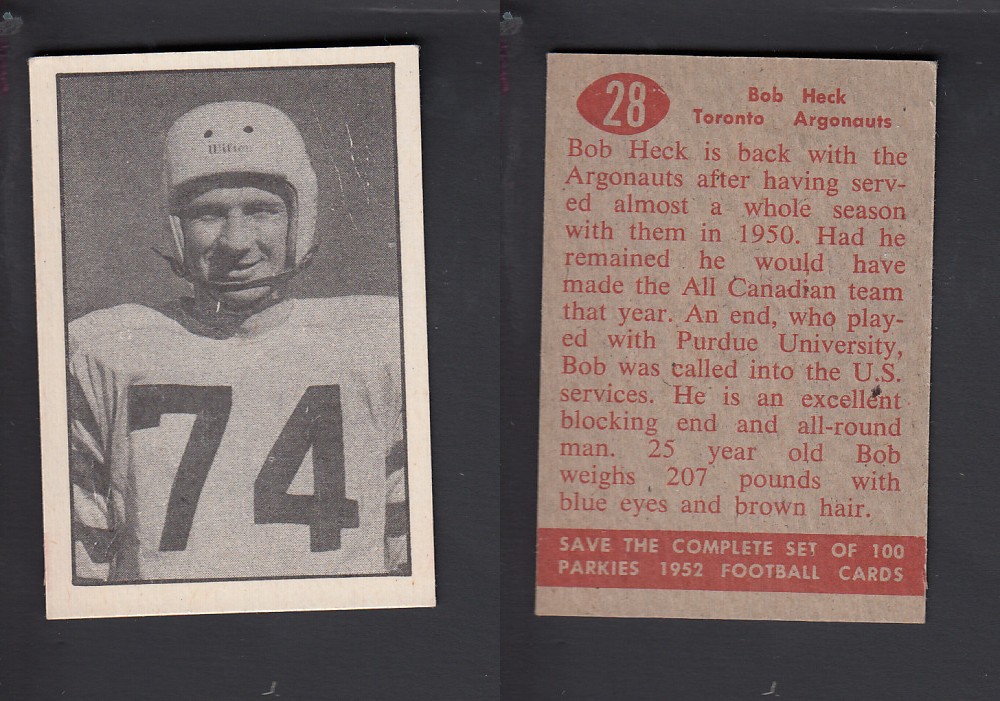 Wilson
74
28
Bob Heck
Toronto Argonauts
Bob Heck is back with the
Argonauts after having serv-
ed almost a whole season
with them in 1950. Had he
remained he would have
made the All Canadian team
that year. An end, who play-
ed with Purdue University,
Bob was called into the U.S.
services. He is an excellent
blocking end and all-round
man. 25 year old Bob
weighs 207 pounds with
blue eyes and brown hair.
SAVE THE COMPLETE SET OF 100
PARKIES 1952 FOOTBALL CARDS